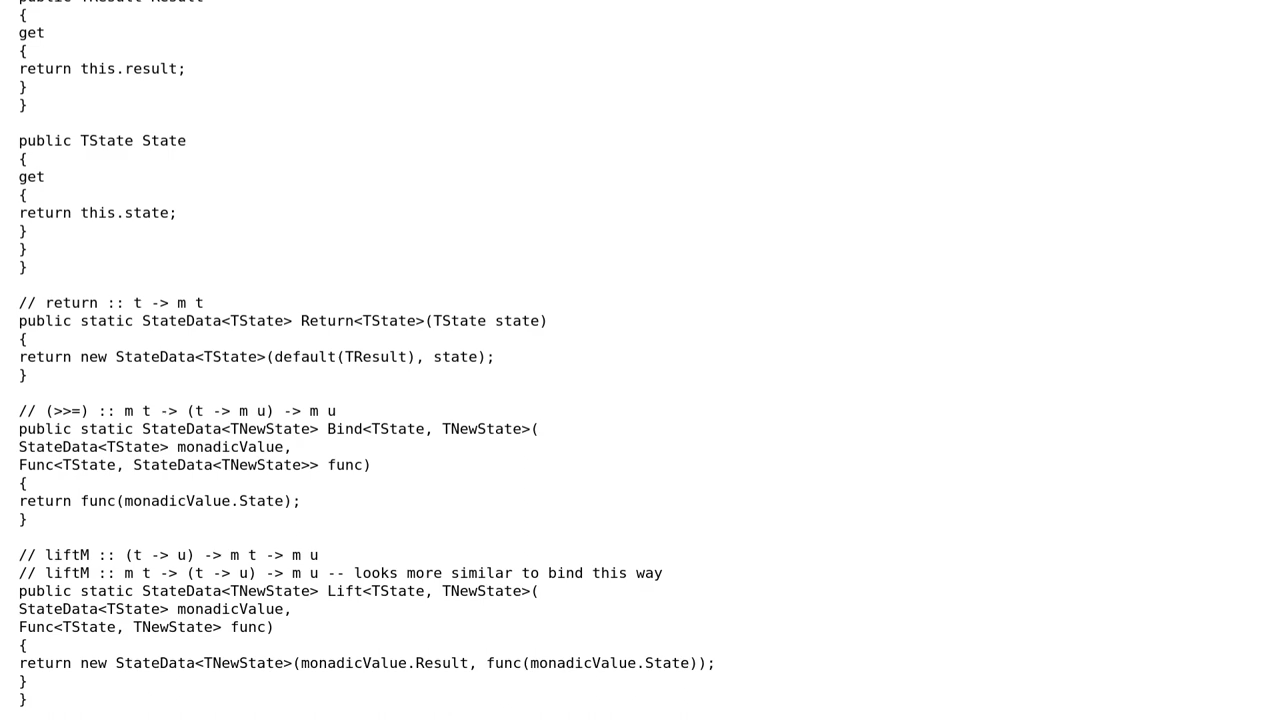 public TResult Result
{
get
{
return this.result;
}
}

public TState State
{
get
{
return this.state;
}
}
}

// return :: t -> m t
public static StateData<TState> Return<TState>(TState state)
{
return new StateData<TState>(default(TResult), state);
}

// (>>=) :: m t -> (t -> m u) -> m u
public static StateData<TNewState> Bind<TState, TNewState>(
StateData<TState> monadicValue,
Func<TState, StateData<TNewState>> func)
{
return func(monadicValue.State);
}

// liftM :: (t -> u) -> m t -> m u
// liftM :: m t -> (t -> u) -> m u -- looks more similar to bind this way
public static StateData<TNewState> Lift<TState, TNewState>(
StateData<TState> monadicValue,
Func<TState, TNewState> func)
{
return new StateData<TNewState>(monadicValue.Result, func(monadicValue.State));
}
}